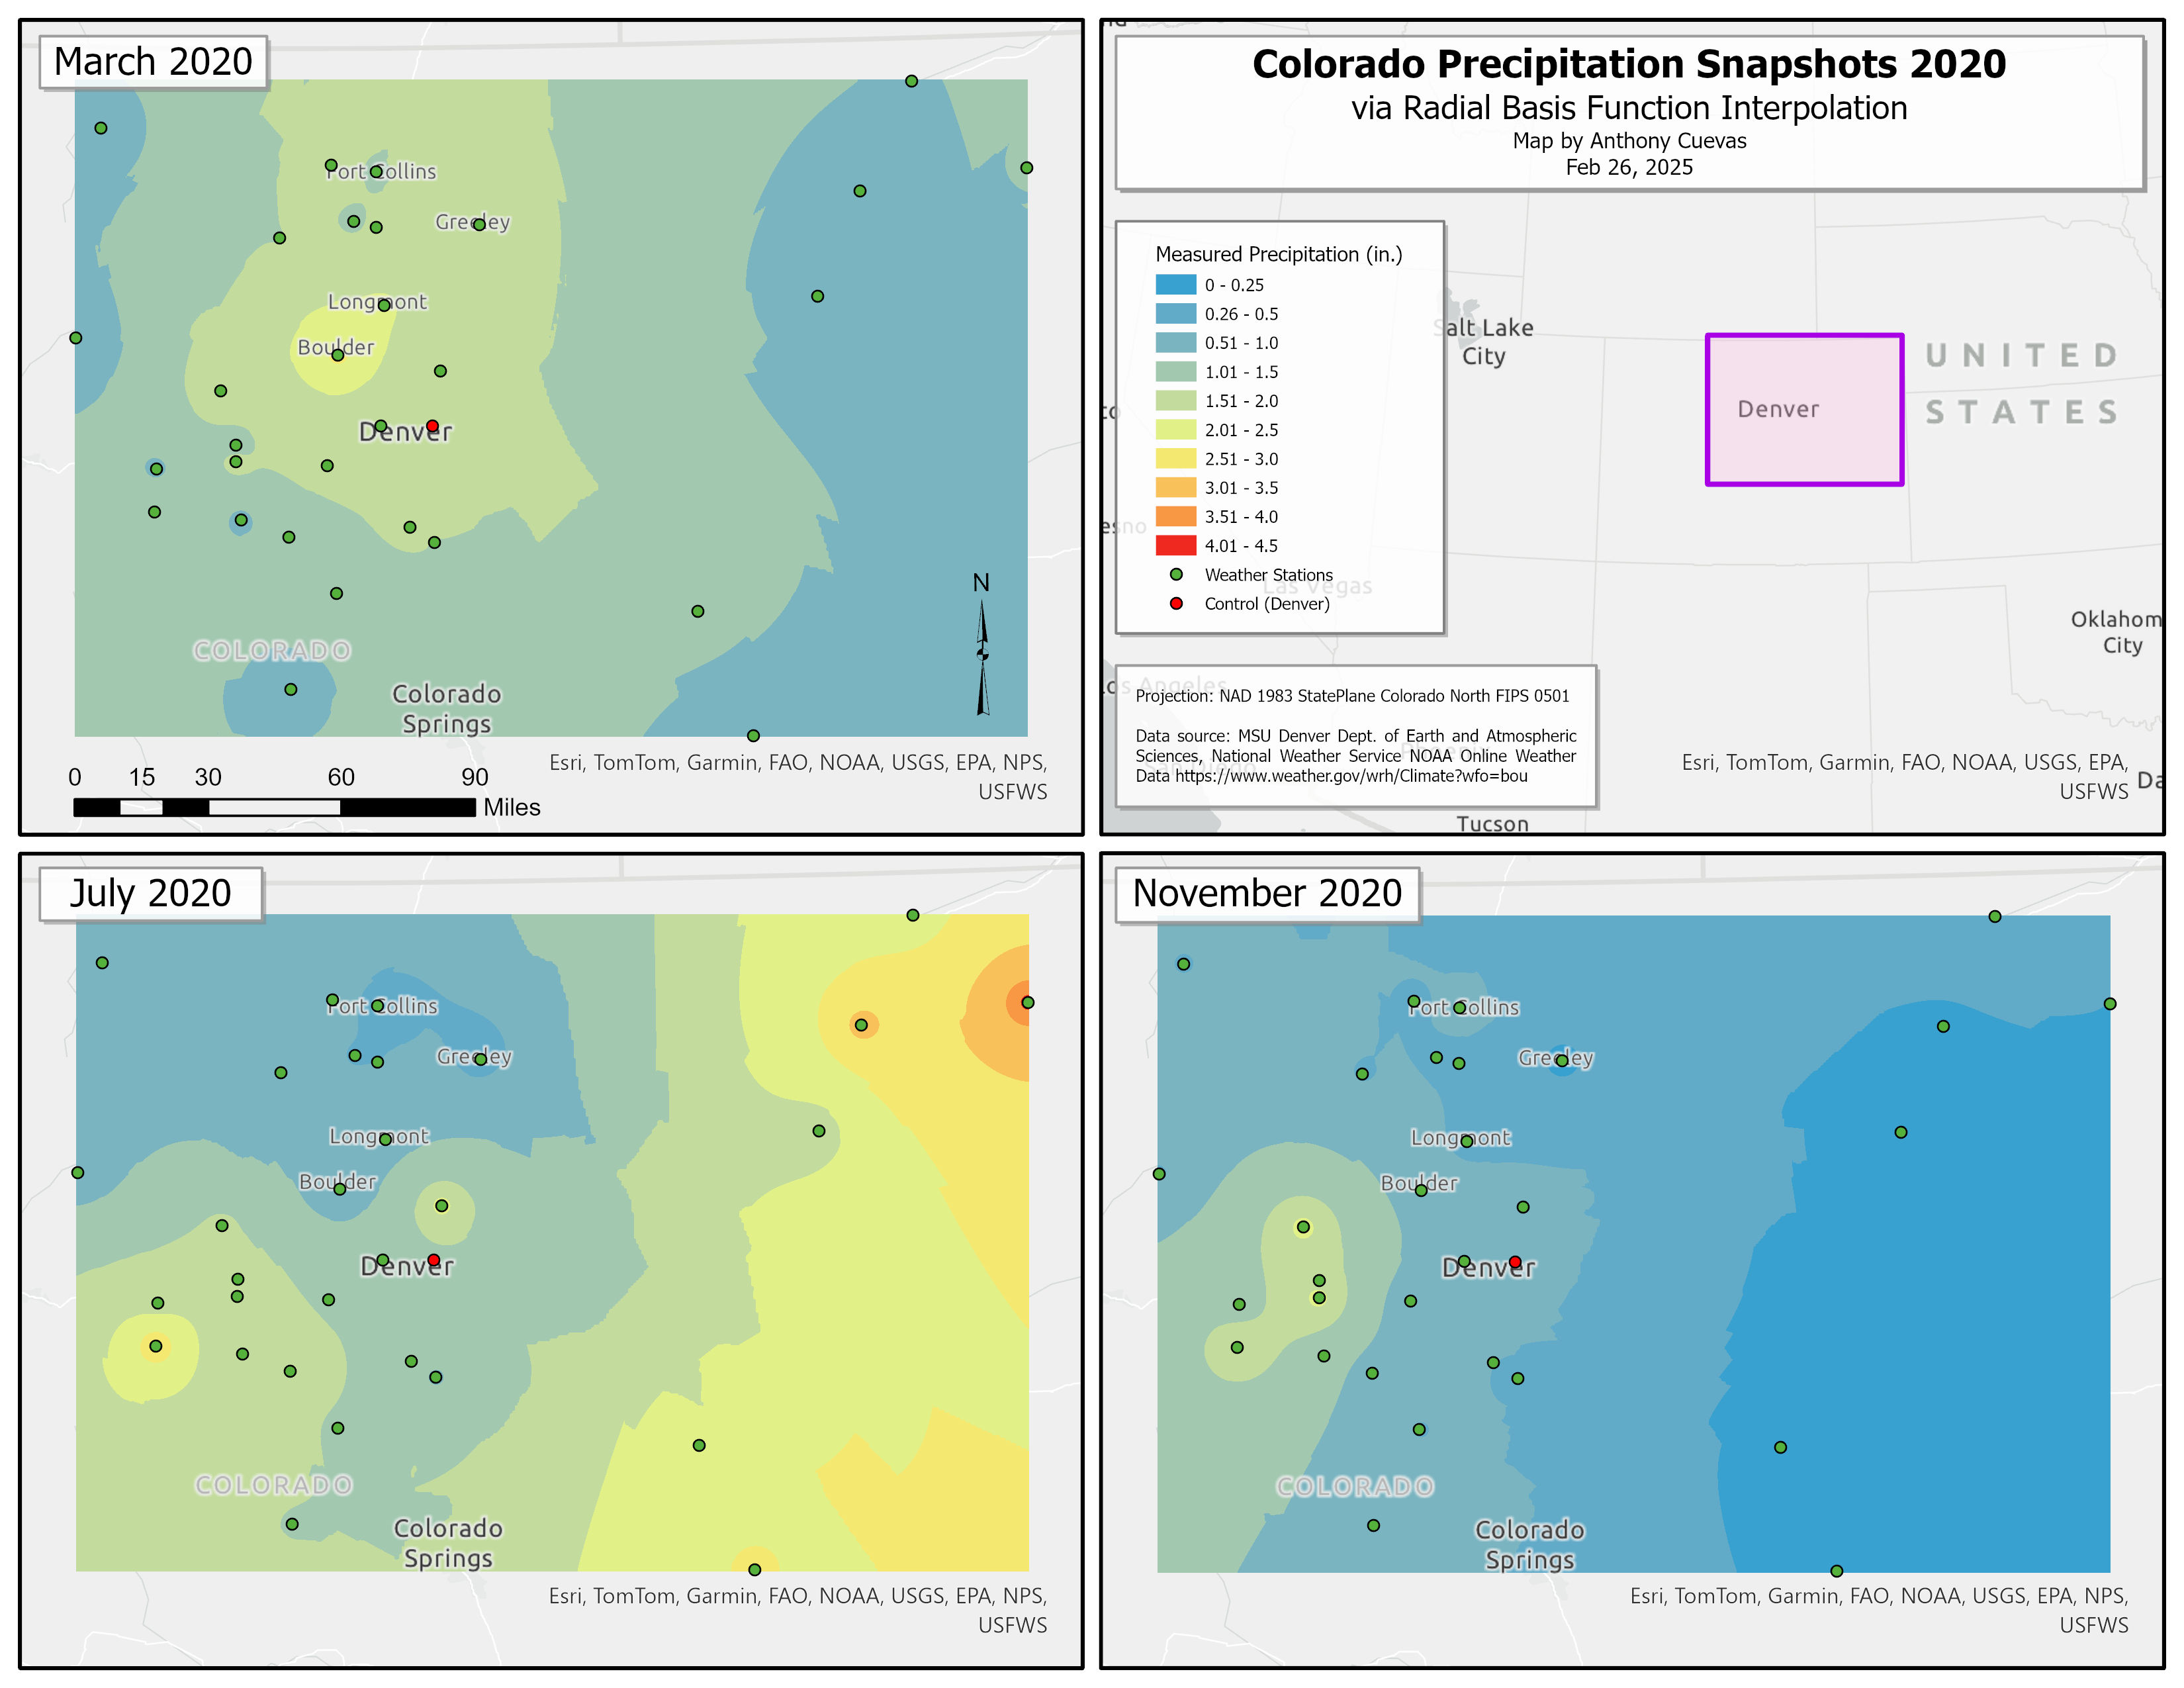 March 2020
Fort Collins
Greeley
Longmont
Boulder
Denver
N
COLORADO
Colorado
Springs
Esri, TomTom, Garmin, FAO, NOAA, USGS, EPA, NPS,
USFWS
0 15 30 60 90
Miles
Colorado Precipitation Snapshots 2020
via Radial Basis Function Interpolation
Map by Anthony Cuevas
Feb 26, 2025
Measured Precipitation (in.)
0 - 0.25
0.26 - 0.5
0.51 - 1.0
1.01 - 1.5
1.51 - 2.0
2.01 - 2.5
2.51 - 3.0
3.01 - 3.5
3.51 - 4.0
4.01 - 4.5
Weather Stations
Control (Denver)
Salt Lake
City
Denver
UNITED
STATES
Las Vegas
Oklahom
City
Los Angeles
Phoenix
San Diego
Tucson
Projection: NAD 1983 StatePlane Colorado North FIPS 0501
Data source: MSU Denver Dept. of Earth and Atmospheric
Sciences, National Weather Service NOAA Online Weather
Data https://www.weather.gov/wrh/Climate?wfo=bou
Esri, TomTom, Garmin, FAO, NOAA, USGS, EPA,
USFWS
Da
July 2020
Fort Collins
Greeley
Longmont
Boulder
Denver
COLORADO
Colorado
Springs
Esri, TomTom, Garmin, FAO, NOAA, USGS, EPA, NPS,
USFWS
November 2020
Fort Collins
Greeley
Longmont
Boulder
Denver
COLORADO
Colorado
Springs
Esri, TomTom, Garmin, FAO, NOAA, USGS, EPA, NPS,
USFWS